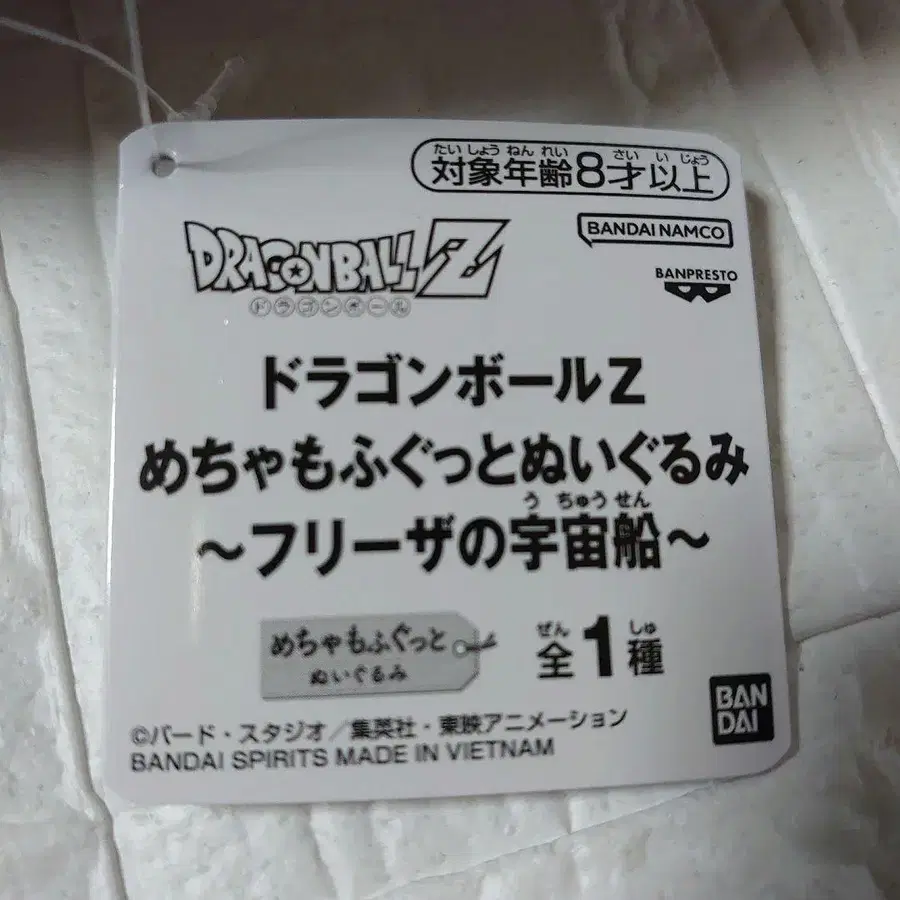 たいしょうねんれい さいいじょう
対象年齢8才以上
DRAGONBALL Z
ドラゴンボール
BANDAI NAMCO
BANPRESTO
ドラゴンボールZ
めちゃもふぐっとぬいぐるみ
うちゅうせん
～フリーザの宇宙船～
めちゃもふぐっと
ぬいぐるみ
ぜん しゅ
全1種
BAN
DAI
©バード・スタジオ／集英社・東映アニメーション
BANDAI SPIRITS MADE IN VIETNAM